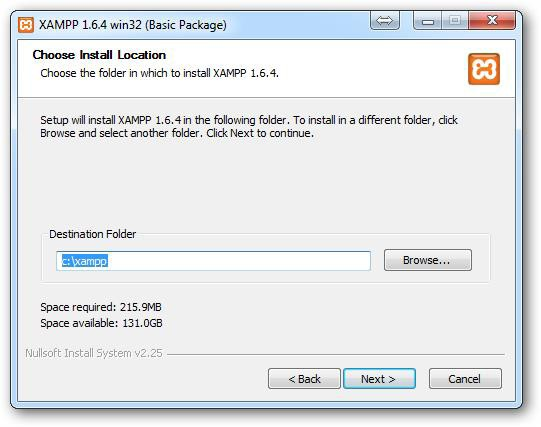 XAMPP 1.6.4 win32 (Basic Package)
Choose Install Location
Choose the folder in which to install XAMPP 1.6.4.
Setup will install XAMPP 1.6.4 in the following folder. To install in a different folder, click
Browse and select another folder. Click Next to continue.
Destination Folder
c:\xampp
Browse...
Space required: 215.9MB
Space available: 131.0GB
Nullsoft Install System v2.25
< Back
Next >
Cancel